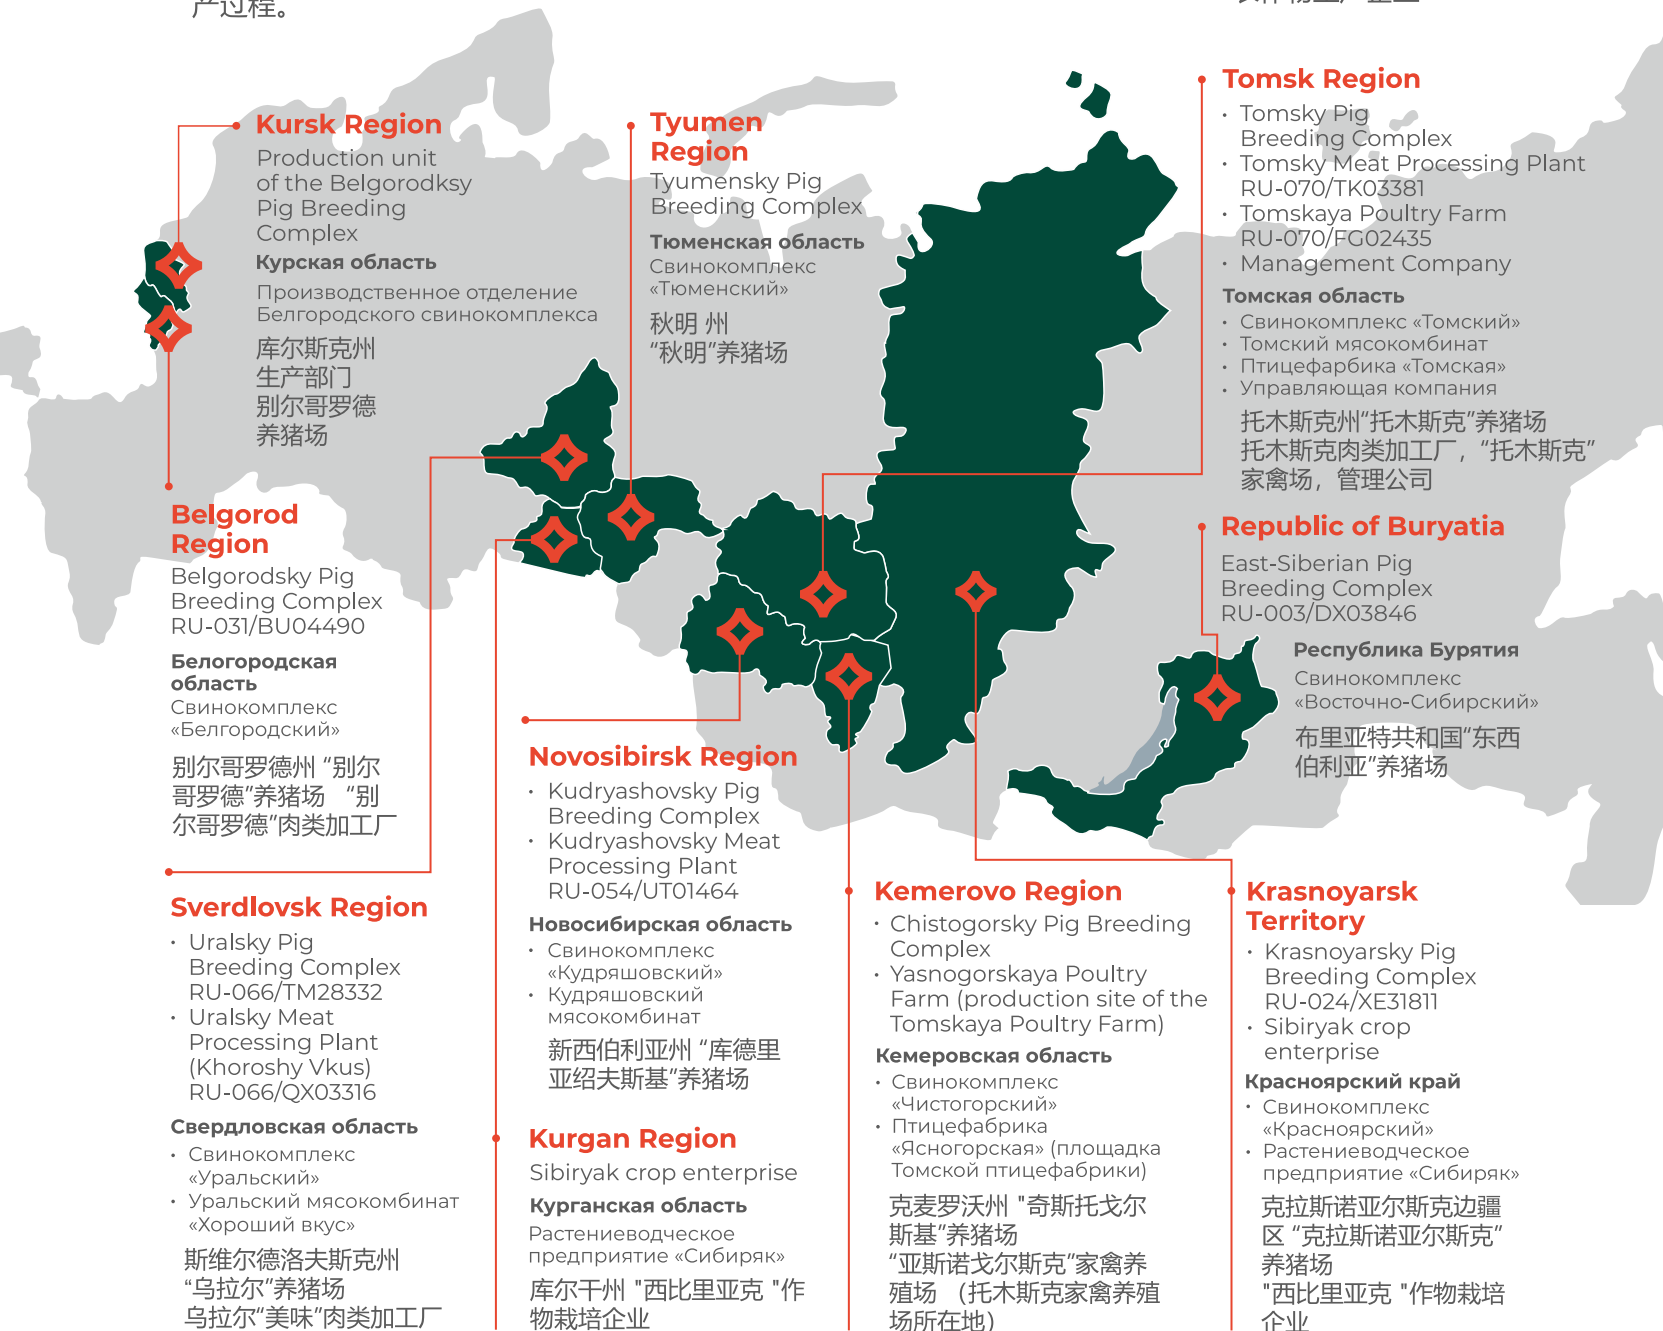 产过程。
Kursk Region
Production unit
of the Belgorodksy
Pig Breeding
Complex
Курская область
Производственное отделение
Белгородского свинокомплекса
库尔斯克州
生产部门
别尔哥罗德
养猪场
Tyumen
Region
Tyumensky Pig
Breeding Complex
Тюменская область
Свинокомплекс
«Тюменский»
秋明 州
“秋明”养猪场
Tomsk Region
• Tomsky Pig
Breeding Complex
• Tomsky Meat Processing Plant
RU-070/TK03381
• Tomskaya Poultry Farm
RU-070/FG02435
• Management Company
Томская область
• Свинокомплекс «Томский»
• Томский мясокомбинат
• Птицефарбика «Томская»
• Управляющая компания
托木斯克州“托木斯克”养猪场
托木斯克肉类加工厂，“托木斯克”
家禽场，管理公司
Belgorod
Region
Belgorodsky Pig
Breeding Complex
RU-031/BU04490
Белогородская
область
Свинокомплекс
«Белгородский»
别尔哥罗德州 “别尔
哥罗德”养猪场 “别
尔哥罗德”肉类加工厂
Republic of Buryatia
East-Siberian Pig
Breeding Complex
RU-003/DX03846
Республика Бурятия
Свинокомплекс
«Восточно-Сибирский»
布里亚特共和国“东西
伯利亚”养猪场
Sverdlovsk Region
• Uralsky Pig
Breeding Complex
RU-066/TM28332
• Uralsky Meat
Processing Plant
(Khoroshy Vkus)
RU-066/QX03316
Свердловская область
• Свинокомплекс
«Уральский»
• Уральский мясокомбинат
«Хороший вкус»
斯维尔德洛夫斯克州
“乌拉尔”养猪场
乌拉尔“美味”肉类加工厂
Novosibirsk Region
• Kudryashovsky Pig
Breeding Complex
• Kudryashovsky Meat
Processing Plant
RU-054/UT01464
Новосибирская область
• Свинокомплекс
«Кудряшовский»
• Кудряшовский
мясокомбинат
新西伯利亚州 “库德里
亚绍夫斯基”养猪场
Kurgan Region
Sibiryak crop enterprise
Курганская область
Растениеводческое
предприятие «Сибиряк»
库尔干州 "西比里亚克 "作
物栽培企业
Kemerovo Region
• Chistogorsky Pig Breeding
Complex
• Yasnogorskaya Poultry
Farm (production site of the
Tomskaya Poultry Farm)
Кемеровская область
• Свинокомплекс
«Чистогорский»
• Птицефабрика
«Ясногорская» (площадка
Томской птицефабрики)
克麦罗沃州 "奇斯托戈尔
斯基”养猪场
“亚斯诺戈尔斯克”家禽养
殖场 （托木斯克家禽养殖
场所在地）
Krasnoyarsk
Territory
• Krasnoyarsky Pig
Breeding Complex
RU-024/XE31811
• Sibiryak crop
enterprise
Красноярский край
• Свинокомплекс
«Красноярский»
• Растениеводческое
предприятие «Сибиряк»
克拉斯诺亚尔斯克边疆
区 “克拉斯诺亚尔斯克”
养猪场
"西比里亚克 "作物栽培
企业